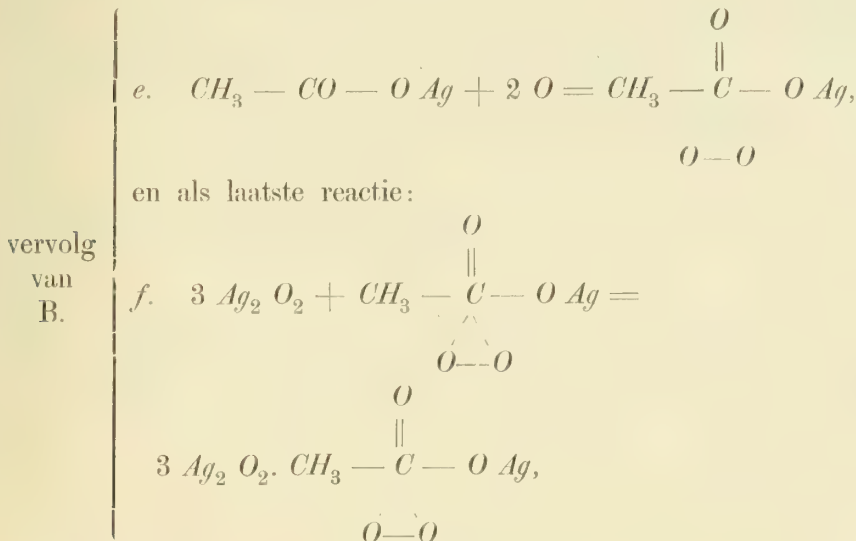 O
||
e. CH₃ — CO — O Ag + 2 O = CH₃ — C — O Ag,
O—O
en als laatste reactie:
O
||
vervolg
van
B.
f. 3 Ag₂ O₂ + CH₃ — C — O Ag =
O—O
O
||
3 Ag₂ O₂. CH₃ — C — O Ag,
O—O